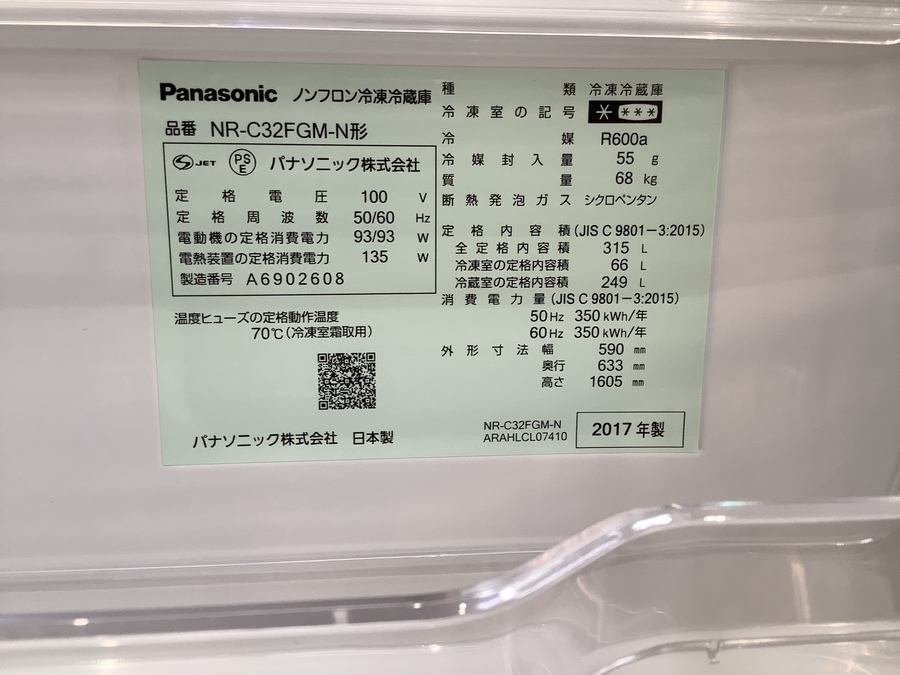 Panasonic ノンフロン冷凍冷蔵庫
品番 NR-C32FGM-N形
S JET PS E パナソニック株式会社
定格電圧 100 V
定格周波数 50/60 Hz
電動機の定格消費電力 93/93 W
電熱装置の定格消費電力 135 W
製造番号 A6902608
温度ヒューズの定格動作温度
70℃(冷凍室霜取用)
パナソニック株式会社 日本製
種類 冷凍冷蔵庫
冷凍室の記号 * ***
冷媒 R600a
冷媒封入量 55 g
質量 68 kg
断熱発泡ガス シクロペンタン
定格内容積 (JIS C 9801-3:2015)
全定格内容積 315 L
冷凍室の定格内容積 66 L
冷蔵室の定格内容積 249 L
消費電力量 (JIS C 9801-3:2015)
50Hz 350 kWh/年
60Hz 350 kWh/年
外形寸法幅 590 mm
奥行 633 mm
高さ 1605 mm
NR-C32FGM-N
ARAHLCL07410
2017年製